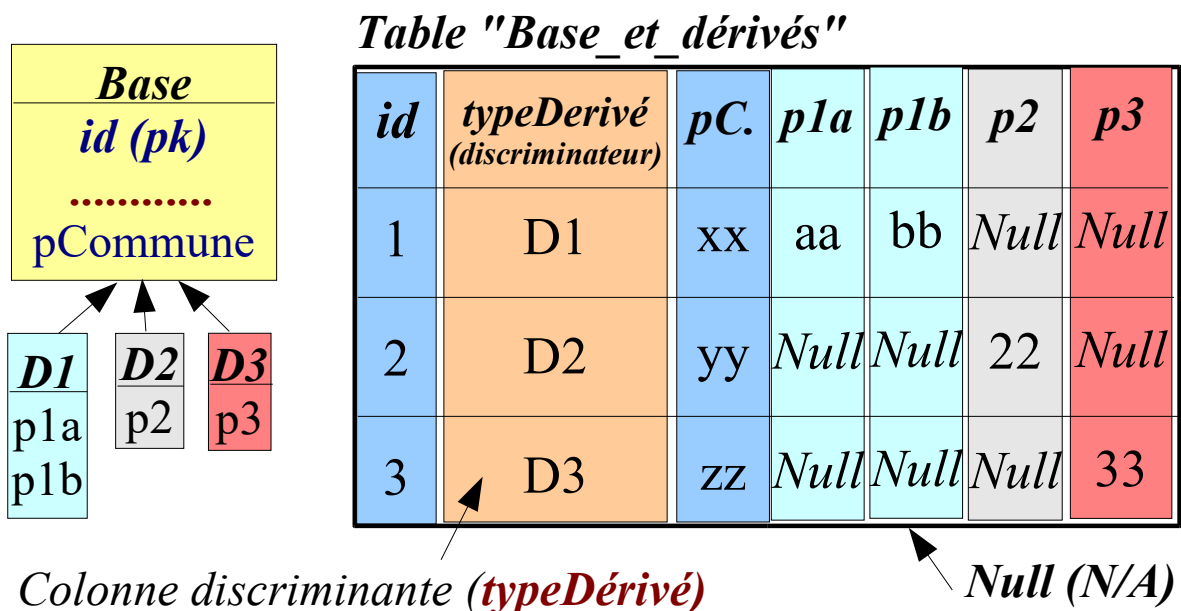 Table "Base_et_dérivés"
Base
id (pk)
............
pCommune
D1
p1a
p1b
D2
p2
D3
p3
id typeDerivé (discriminateur) pC. p1a p1b p2 p3
1 D1 xx aa bb Null Null
2 D2 yy Null Null 22 Null
3 D3 zz Null Null Null 33
Colonne discriminante (typeDérivé)
Null (N/A)